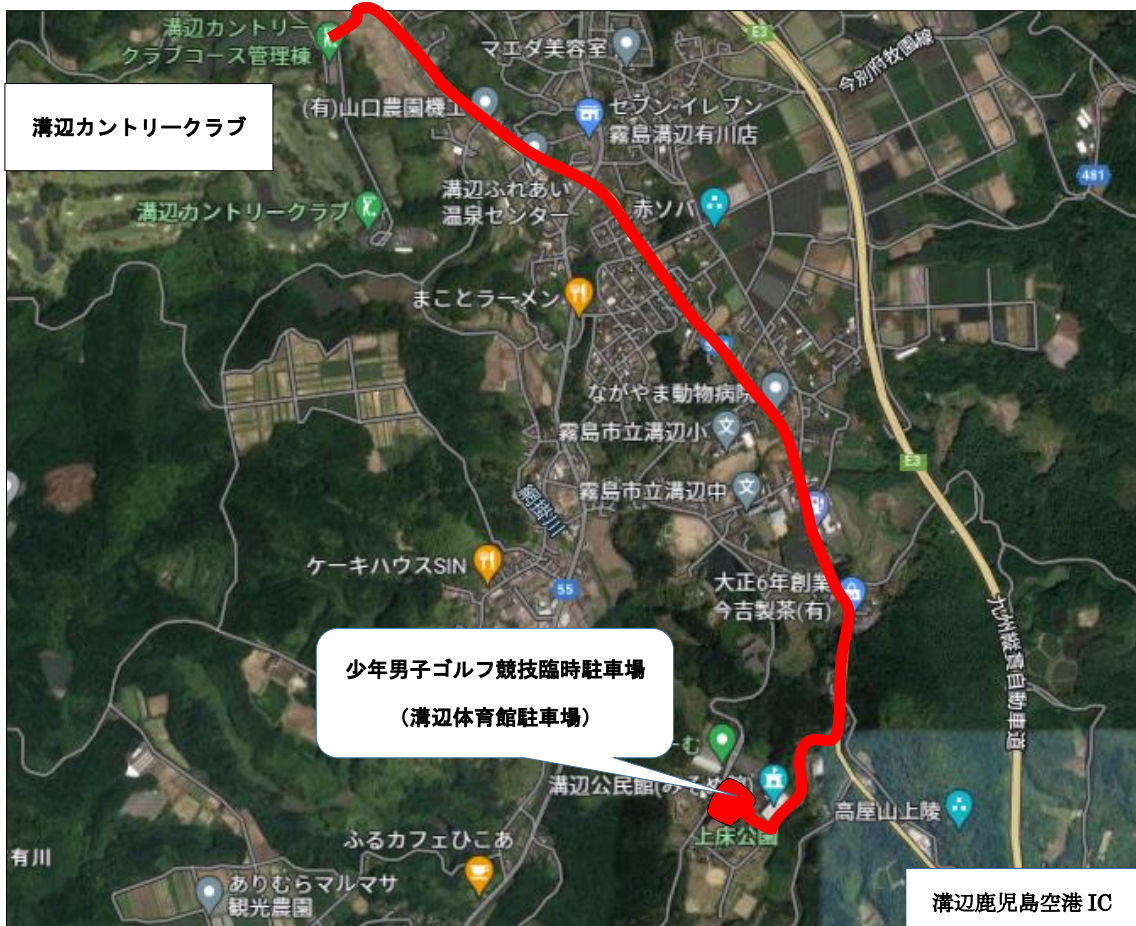 溝辺カントリー
クラブコース管理棟
マエダ美容室
E3
今別府牧園線
溝辺カントリークラブ
(有)山口農園機工
セブン-イレブン
霧島溝辺有川店
481
溝辺ふれあい
温泉センター
赤ソバ
溝辺カントリークラブ
まことラーメン
ながやま動物病院
霧島市立溝辺小
E3
霧島市立溝辺中
網掛川
ケーキハウスSIN
55
大正6年創業
今吉製茶(有)
九州縦貫自動車道
少年男子ゴルフ競技臨時駐車場
(溝辺体育館駐車場)
ーむ
溝辺公民館(みそめ館)
上床公園
高屋山上陵
ふるカフェひこあ
有川
ありむらマルマサ
観光農園
溝辺鹿児島空港 IC